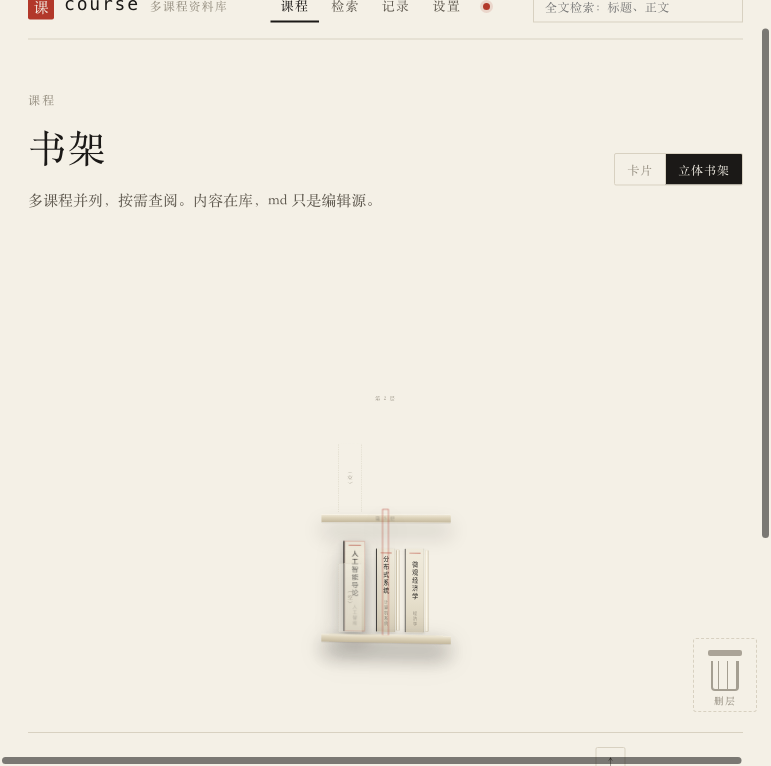 课 course 多课程资料库 课程 检索 记录 设置 全文检索：标题、正文
课程
书架
卡片 立体书架
多课程并列，按需查阅。内容在库，md 只是编辑源。
人工智能导论
分布式系统
微观经济学
删层
↑